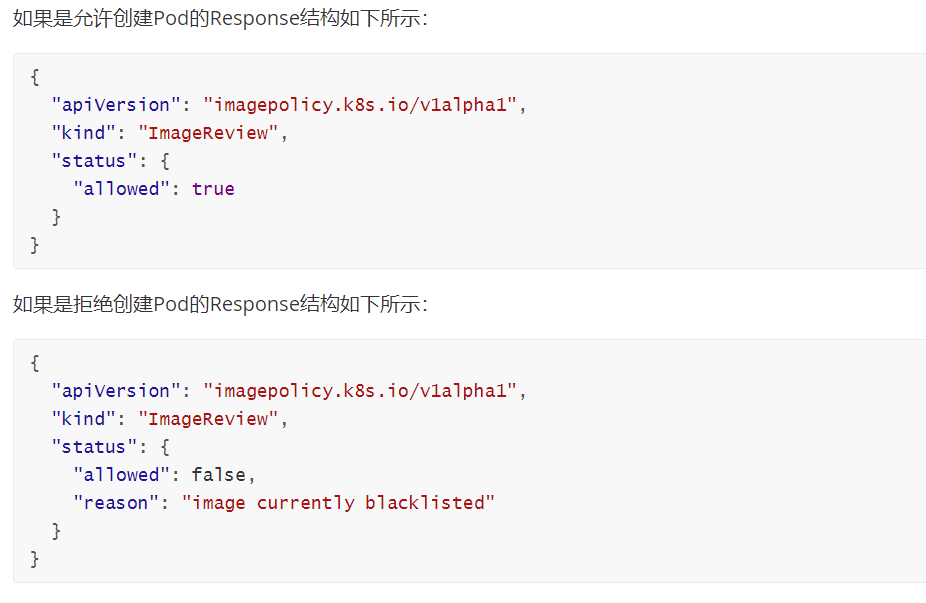 如果是允许创建Pod的Response结构如下所示：
{
  "apiVersion": "imagepolicy.k8s.io/v1alpha1",
  "kind": "ImageReview",
  "status": {
    "allowed": true
  }
}
如果是拒绝创建Pod的Response结构如下所示：
{
  "apiVersion": "imagepolicy.k8s.io/v1alpha1",
  "kind": "ImageReview",
  "status": {
    "allowed": false,
    "reason": "image currently blacklisted"
  }
}